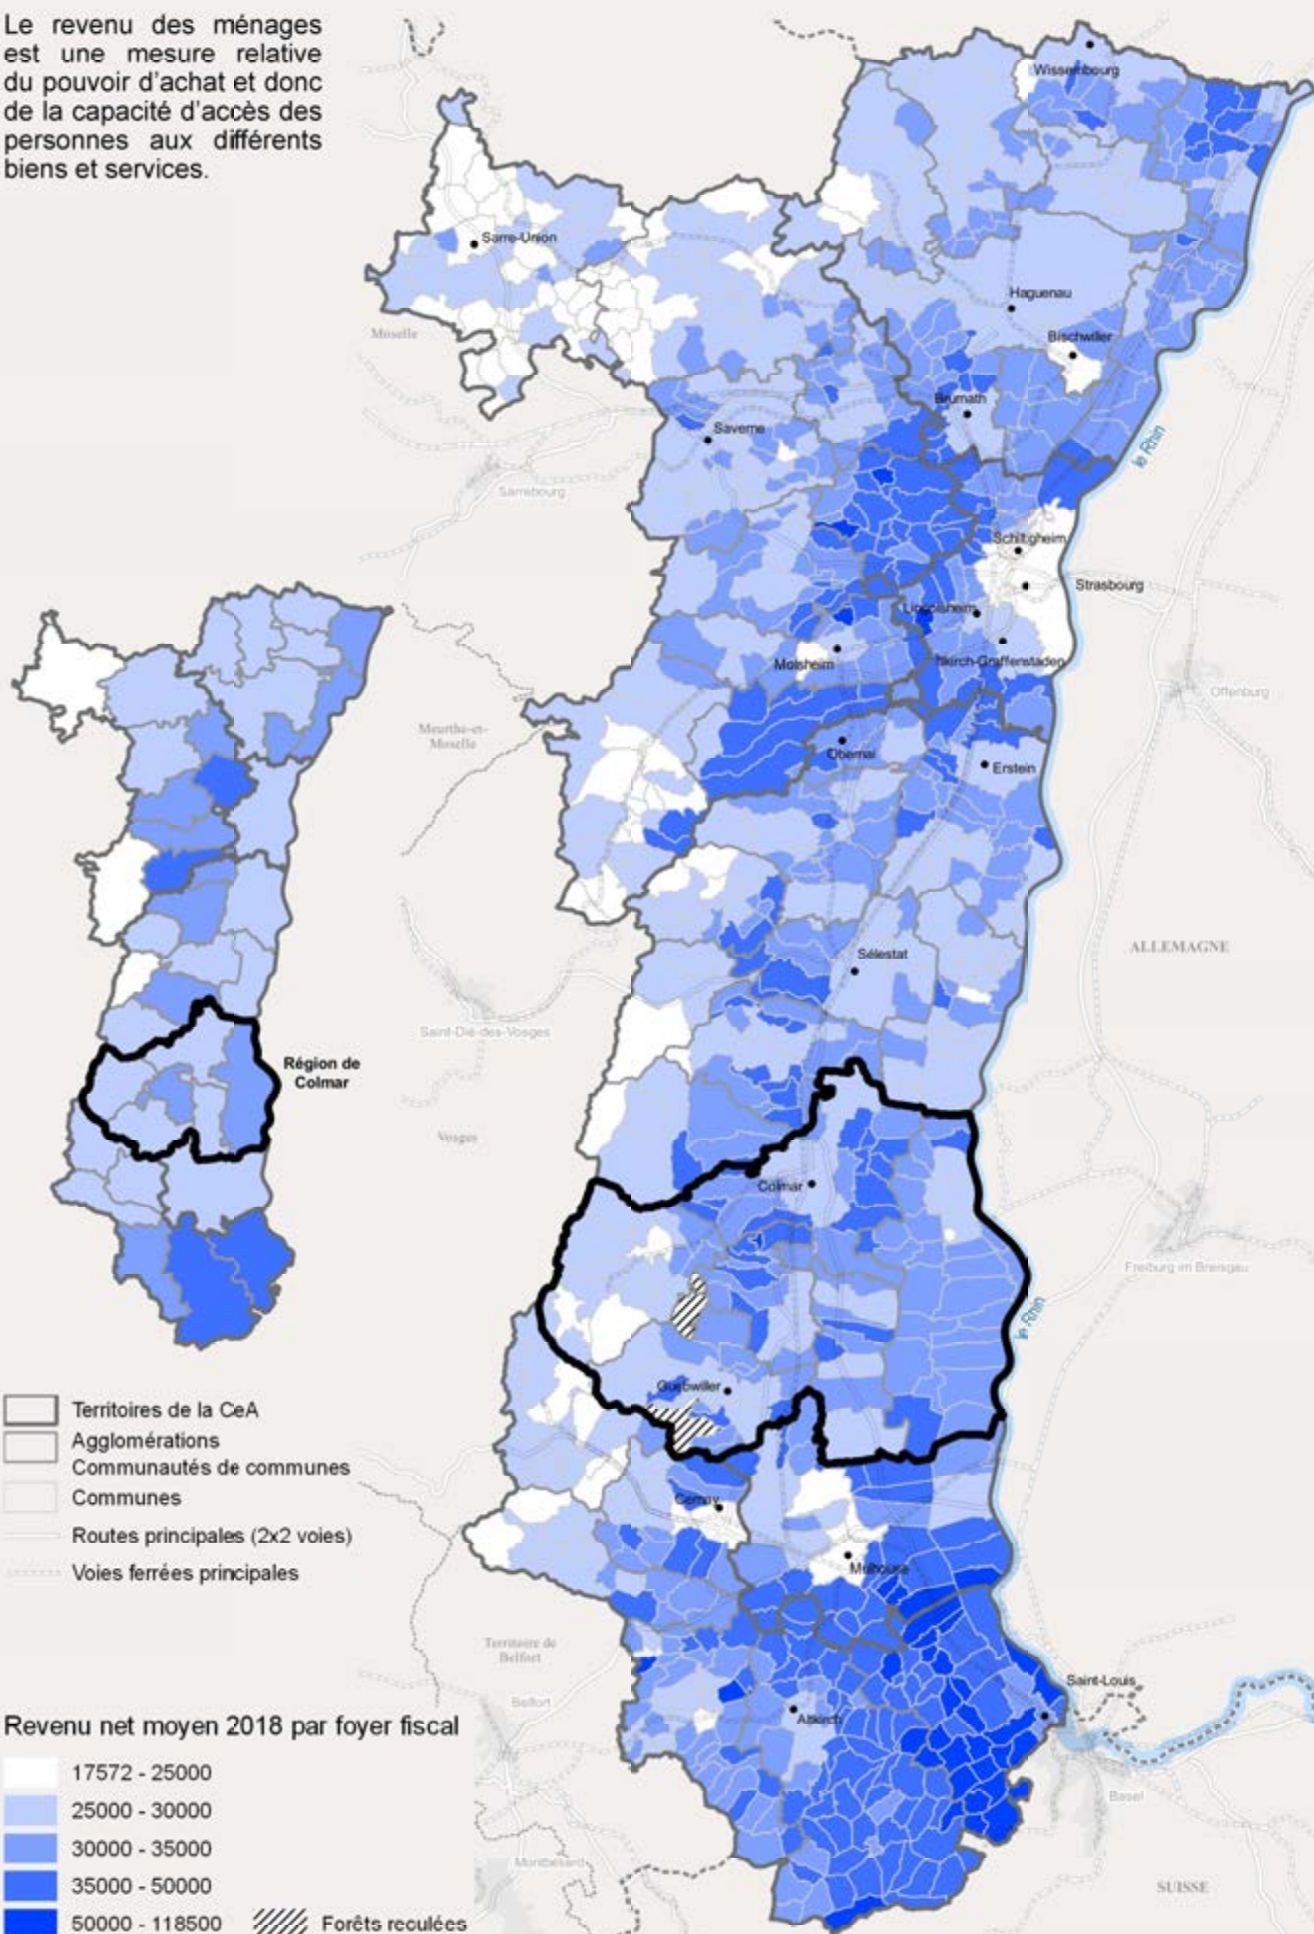 Le revenu des ménages
est une mesure relative
du pouvoir d'achat et donc
de la capacité d'accès des
personnes aux différents
biens et services.
Wissembourg
Sarre-Union
Haguenau
Moselle
Bischwiller
Brumath
Saverne
le Rhin
Sarrebourg
Schiltigheim
Strasbourg
Lingolsheim
Molsheim
Illkirch-Graffenstaden
Offenburg
Meurthe-et-
Moselle
Obernai
Erstein
ALLEMAGNE
Sélestat
Saint-Dié-des-Vosges
Région de
Colmar
Vosges
Colmar
Freiburg im Breisgau
le Rhin
Guebwiller
Territoires de la CeA
Agglomérations
Communautés de communes
Communes
Routes principales (2x2 voies)
Voies ferrées principales
Cernay
Mulhouse
Territoire de
Belfort
Saint-Louis
Belfort
Altkirch
Revenu net moyen 2018 par foyer fiscal
17572 - 25000
25000 - 30000
30000 - 35000
35000 - 50000
50000 - 118500
Forêts reculées
Basel
Montbéliard
SUISSE